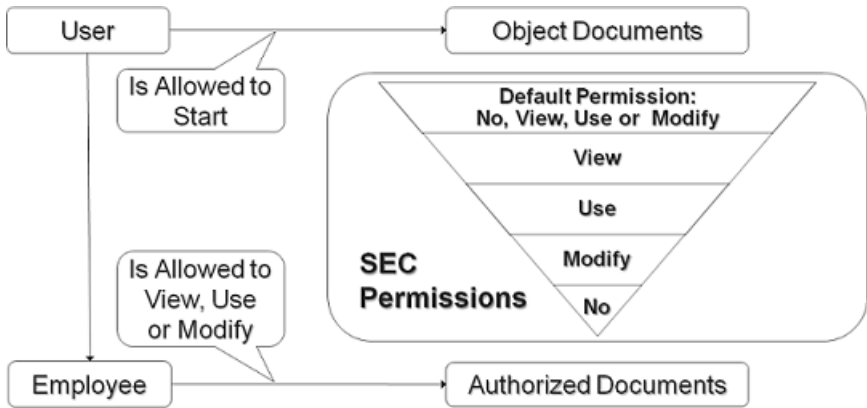 User
Object Documents
Is Allowed to
Start
Default Permission:
No, View, Use or Modify
View
Use
Modify
No
SEC
Permissions
Is Allowed to
View, Use
or Modify
Employee
Authorized Documents